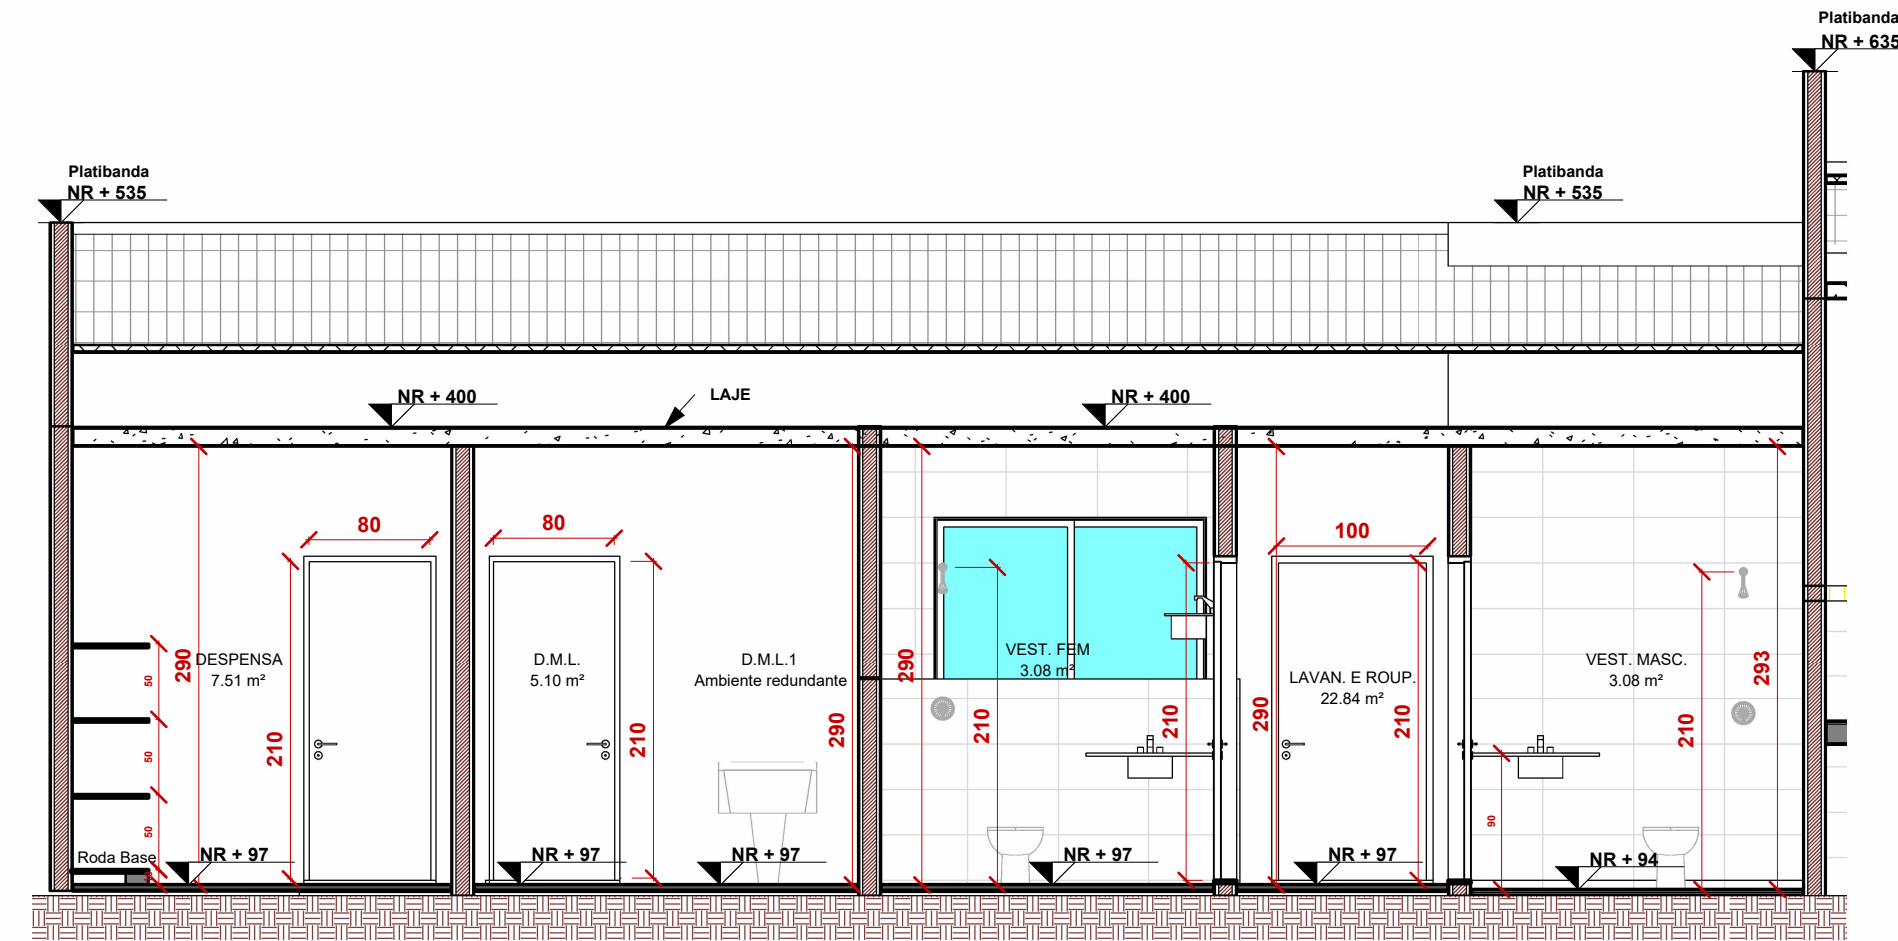 Platibanda
NR + 635
Platibanda
NR + 535
Platibanda
NR + 535
NR + 400
LAJE
NR + 400
80
80
100
290
DESPENSA
7.51 m²
210
50
50
50
Roda Base
NR + 97
D.M.L.
5.10 m²
210
NR + 97
D.M.L.1
Ambiente redundante
290
NR + 97
290
VEST. FEM
3.08 m²
210
210
NR + 97
290
LAVAN. E ROUP.
22.84 m²
210
NR + 97
90
VEST. MASC.
3.08 m²
210
293
NR + 94